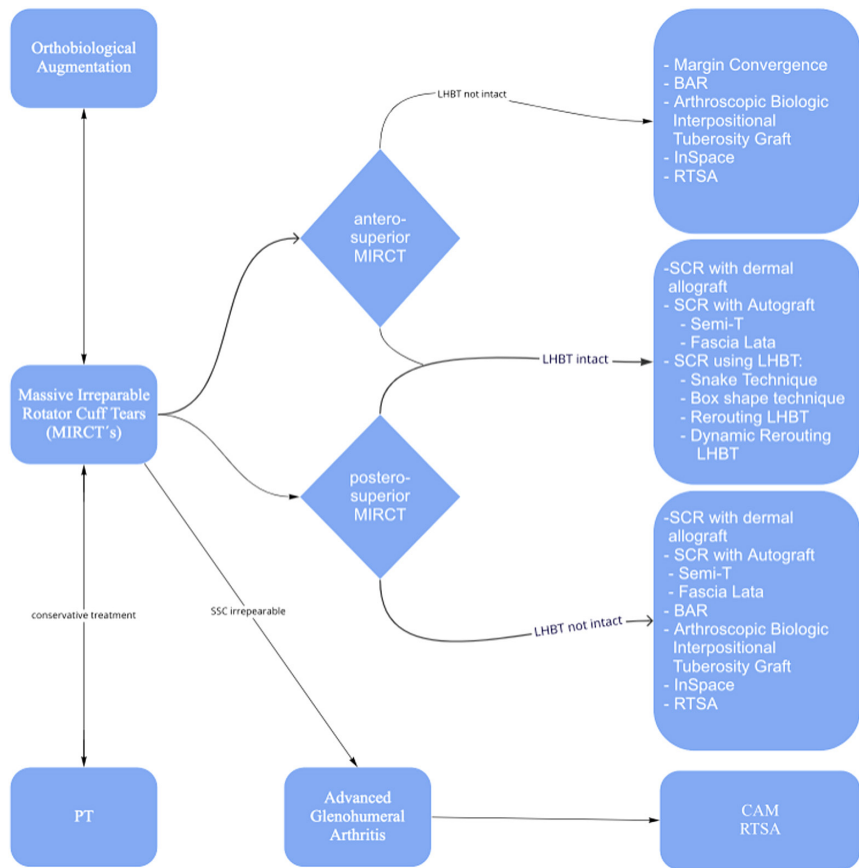 Orthobiological
Augmentation
LHBT not intact
- Margin Convergence
- BAR
- Arthroscopic Biologic
Interpositional
Tuberosity Graft
- InSpace
- RTSA
antero-
superior
MIRCT
-SCR with dermal
allograft
- SCR with Autograft
- Semi-T
- Fascia Lata
- SCR using LHBT:
- Snake Technique
- Box shape technique
- Rerouting LHBT
- Dynamic Rerouting
LHBT
LHBT intact
Massive Irreparable
Rotator Cuff Tears
(MIRCT´s)
postero-
superior
MIRCT
-SCR with dermal
allograft
- SCR with Autograft
- Semi-T
- Fascia Lata
- BAR
- Arthroscopic Biologic
Interpositional
Tuberosity Graft
- InSpace
- RTSA
conservative treatment
SSC irrepearable
LHBT not intact
PT
Advanced
Glenohumeral
Arthritis
CAM
RTSA